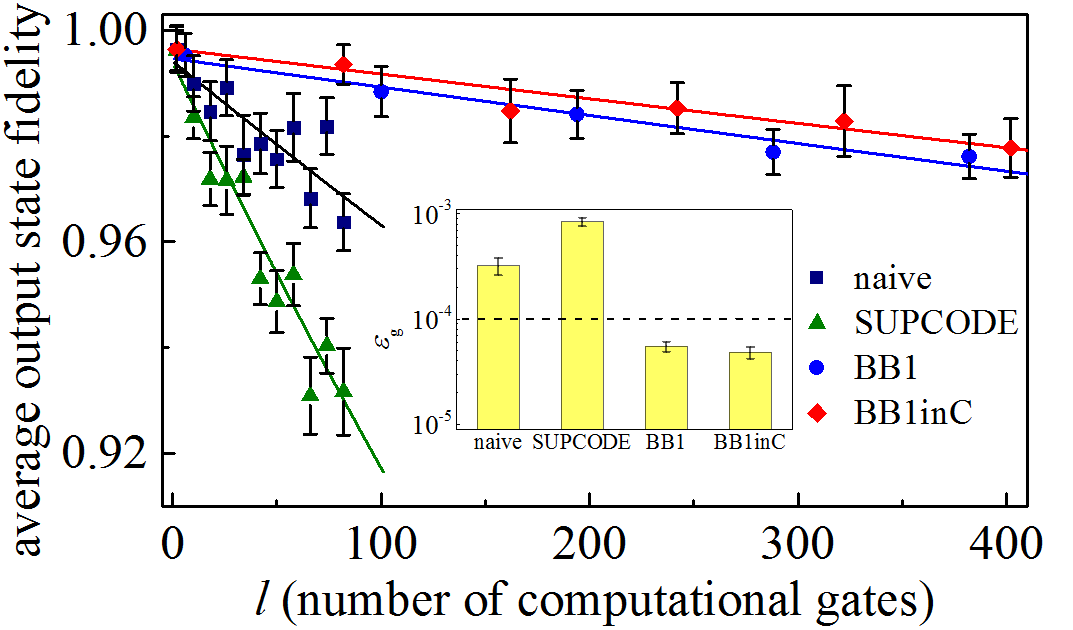 average output state fidelity
1.00
0.96
0.92
0 100 200 300 400
l (number of computational gates)
naive
SUPCODE
BB1
BB1inC
εg
10-3
10-4
10-5
naive SUPCODE BB1 BB1inC